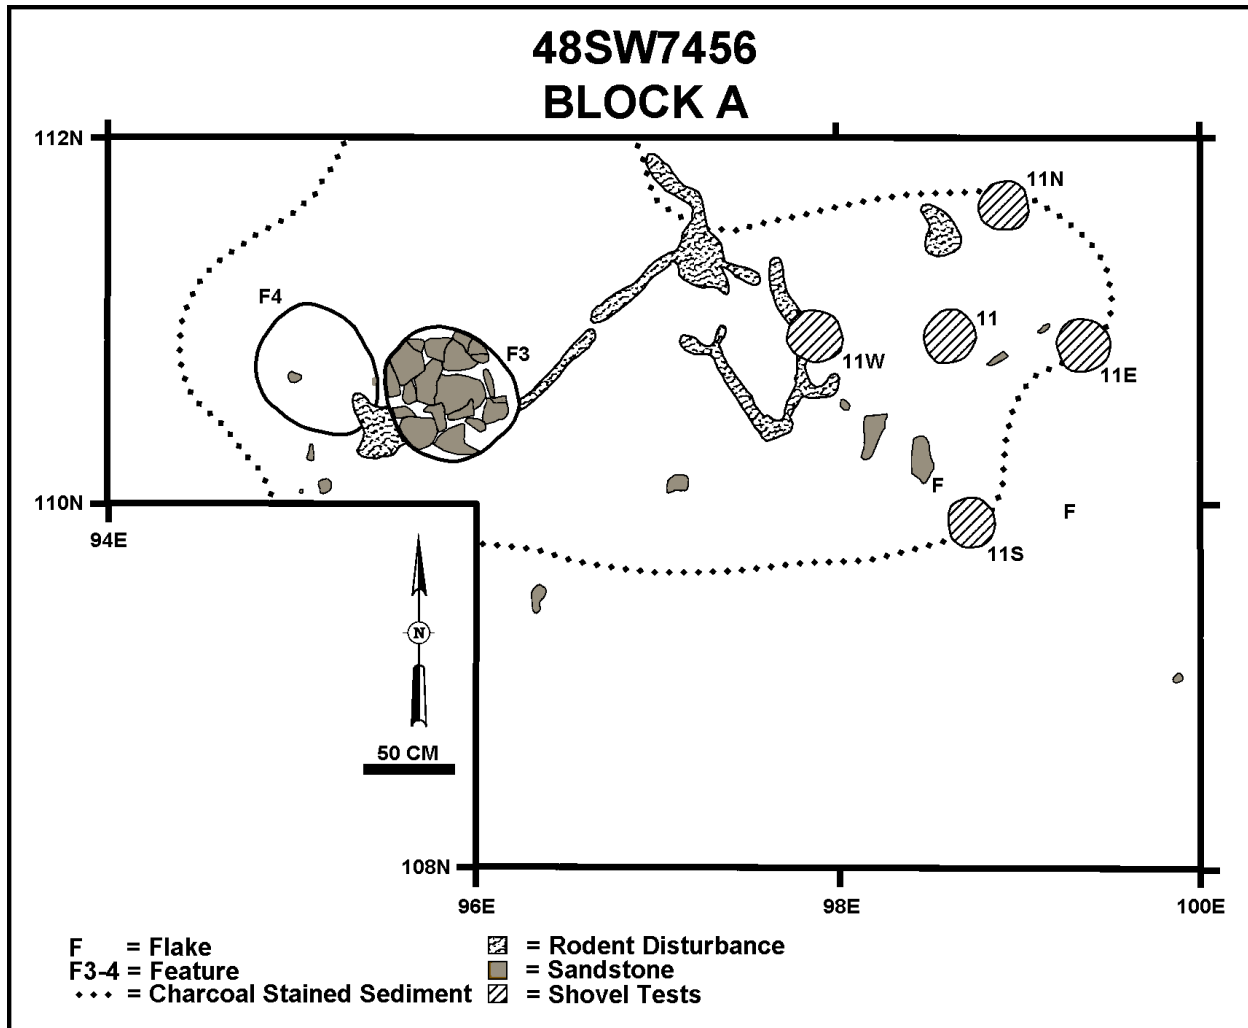 48SW7456
BLOCK A
112N
11N
F4
11
F3
11W
11E
F
110N
F
94E
11S
N
50 CM
108N
96E
98E
100E
F = Flake
F3-4 = Feature
= Charcoal Stained Sediment
= Rodent Disturbance
= Sandstone
= Shovel Tests